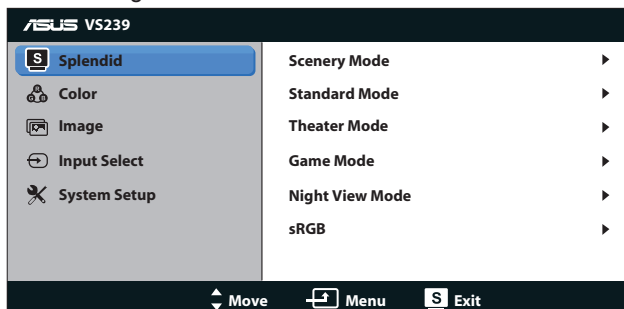 ASUS VS239
S Splendid
Color
Image
Input Select
System Setup
Scenery Mode
Standard Mode
Theater Mode
Game Mode
Night View Mode
sRGB
Move Menu S Exit